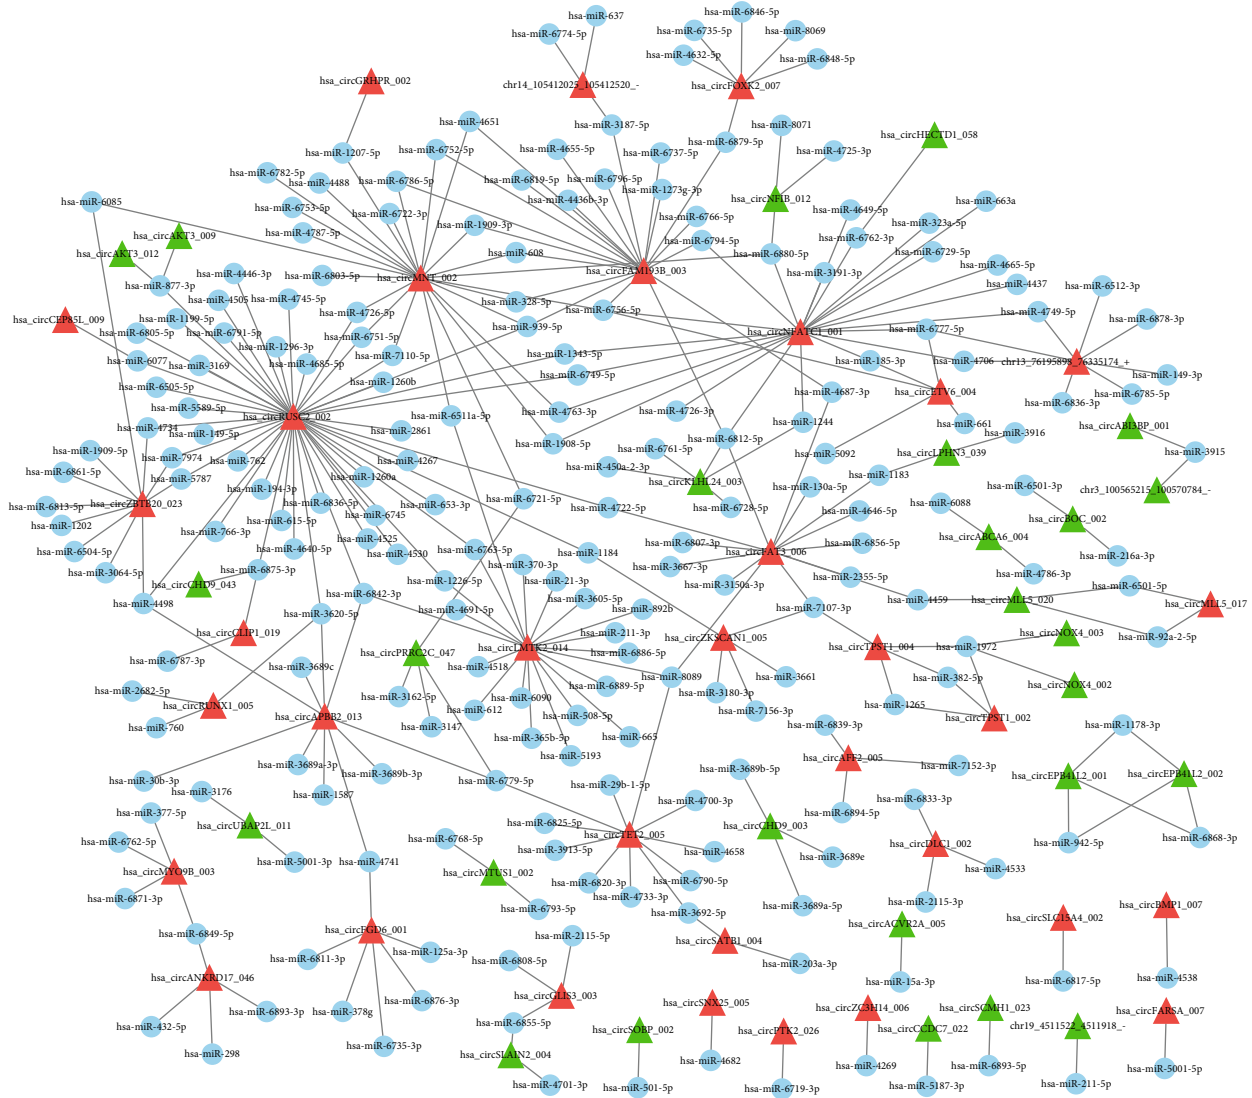 hsa-miR-637
hsa-miR-6774-5p
hsa-miR-6846-5p
hsa-miR-6735-5p
hsa-miR-8069
hsa-miR-4632-5p
hsa-miR-6848-5p
hsa_circGRHPR_002
chr14_105412025_105412520_-
hsa_circFOXK2_007
hsa-miR-4651
hsa-miR-3187-5p
hsa-miR-8071
hsa_circHECTD1_058
hsa-miR-6879-5p
hsa-miR-1207-5p
hsa-miR-6752-5p
hsa-miR-4655-5p
hsa-miR-6737-5p
hsa-miR-4725-3p
hsa-miR-6782-5p
hsa-miR-4488
hsa-miR-6786-5p
hsa-miR-6819-5p
hsa-miR-6796-5p
hsa-miR-1273g-3p
hsa-miR-4436b-3p
hsa_circNFIB_012
hsa-miR-6085
hsa-miR-6753-5p
hsa-miR-6722-3p
hsa-miR-6766-5p
hsa-miR-4649-5p
hsa-miR-663a
hsa-miR-323a-5p
hsa-miR-4787-5p
hsa-miR-1909-3p
hsa-miR-6794-5p
hsa-miR-6762-3p
hsa_circAKT3_009
hsa_circAKT3_012
hsa-miR-608
hsa-miR-6880-5p
hsa-miR-6729-5p
hsa-miR-4446-3p
hsa-miR-6803-5p
hsa_circMNT_002
hsa_circFAM193B_003
hsa-miR-3191-3p
hsa-miR-4665-5p
hsa-miR-877-3p
hsa-miR-4437
hsa-miR-6512-3p
hsa-miR-4505
hsa-miR-4745-5p
hsa-miR-328-5p
hsa-miR-6756-5p
hsa-miR-4726-5p
hsa-miR-4749-5p
hsa_circCEP85L_009
hsa-miR-1199-5p
hsa-miR-939-5p
hsa-miR-6878-3p
hsa-miR-6805-5p
hsa-miR-6791-5p
hsa-miR-6751-5p
hsa_circNFATC1_001
hsa-miR-6777-5p
hsa-miR-1296-3p
hsa-miR-7110-5p
hsa-miR-1343-5p
hsa-miR-185-3p
hsa-miR-4706
chr13_76195898_76335174_+
hsa-miR-6077
hsa-miR-3169
hsa-miR-4685-5p
hsa-miR-6749-5p
hsa-miR-149-3p
hsa-miR-1260b
hsa-miR-6505-5p
hsa-miR-4687-3p
hsa_circETV6_004
hsa-miR-6785-5p
hsa-miR-6836-3p
hsa-miR-5589-5p
hsa_circRUSC2_002
hsa-miR-6511a-5p
hsa-miR-4763-3p
hsa-miR-4726-3p
hsa-miR-1244
hsa-miR-661
hsa-miR-4734
hsa-miR-2861
hsa-miR-3916
hsa_circABI3BP_001
hsa-miR-149-5p
hsa-miR-1908-5p
hsa-miR-6812-5p
hsa-miR-1909-5p
hsa-miR-6761-5p
hsa-miR-5092
hsa_circLPHN3_039
hsa-miR-3915
hsa-miR-7974
hsa-miR-762
hsa-miR-4267
hsa-miR-450a-2-3p
hsa-miR-6861-5p
hsa-miR-5787
hsa-miR-1260a
hsa_circKLHL24_003
hsa-miR-1183
hsa-miR-130a-5p
hsa-miR-6501-3p
chr3_100565215_100570784_-
hsa-miR-194-3p
hsa-miR-6721-5p
hsa-miR-6813-5p
hsa_circZBTB20_023
hsa-miR-6836-5p
hsa-miR-653-3p
hsa-miR-4722-5p
hsa-miR-6728-5p
hsa-miR-6088
hsa-miR-4646-5p
hsa_circBOC_002
hsa-miR-1202
hsa-miR-615-5p
hsa-miR-6745
hsa-miR-766-3p
hsa-miR-4525
hsa_circABCA6_004
hsa-miR-6504-5p
hsa-miR-4640-5p
hsa-miR-4530
hsa-miR-6763-5p
hsa-miR-1184
hsa-miR-6807-3p
hsa_circFAT3_006
hsa-miR-6856-5p
hsa-miR-216a-3p
hsa-miR-3064-5p
hsa-miR-6875-3p
hsa-miR-370-3p
hsa-miR-3667-3p
hsa-miR-4786-3p
hsa_circCHD9_043
hsa-miR-1226-5p
hsa-miR-21-3p
hsa-miR-3150a-3p
hsa-miR-2355-5p
hsa-miR-6501-5p
hsa-miR-6842-3p
hsa-miR-4498
hsa-miR-3605-5p
hsa-miR-4459
hsa_circMLL5_020
hsa_circMLL5_017
hsa-miR-3620-5p
hsa-miR-4691-5p
hsa-miR-892b
hsa-miR-7107-3p
hsa_circCLIP1_019
hsa-miR-211-3p
hsa_circZKSCAN1_005
hsa_circNOX4_003
hsa-miR-92a-2-5p
hsa_circPRRC2C_047
hsa_circLMTK2_014
hsa-miR-6886-5p
hsa_circTPST1_004
hsa-miR-1972
hsa-miR-6787-3p
hsa-miR-3689c
hsa-miR-4518
hsa-miR-8089
hsa-miR-3661
hsa-miR-382-5p
hsa_circNOX4_002
hsa-miR-2682-5p
hsa-miR-3162-5p
hsa-miR-6090
hsa-miR-6889-5p
hsa-miR-3180-3p
hsa_circRUNX1_005
hsa-miR-612
hsa-miR-508-5p
hsa-miR-7156-3p
hsa-miR-1265
hsa_circAPBB2_013
hsa_circTPST1_002
hsa-miR-760
hsa-miR-3147
hsa-miR-365b-5p
hsa-miR-665
hsa-miR-6839-3p
hsa-miR-1178-3p
hsa-miR-5193
hsa-miR-3689a-3p
hsa-miR-3689b-3p
hsa_circAFF2_005
hsa-miR-7152-3p
hsa-miR-30b-3p
hsa-miR-6779-5p
hsa-miR-3689b-5p
hsa_circEPB41L2_001
hsa_circEPB41L2_002
hsa-miR-3176
hsa-miR-1587
hsa-miR-29b-1-5p
hsa-miR-6833-3p
hsa-miR-377-5p
hsa-miR-4700-3p
hsa-miR-6894-5p
hsa_circUBAP2L_011
hsa-miR-6825-5p
hsa_circCHD9_003
hsa-miR-6762-5p
hsa-miR-6768-5p
hsa_circTET2_005
hsa-miR-942-5p
hsa-miR-6868-3p
hsa-miR-3913-5p
hsa-miR-4658
hsa-miR-3689e
hsa_circDLC1_002
hsa-miR-5001-3p
hsa-miR-4741
hsa-miR-4533
hsa_circMYO9B_003
hsa_circMTUS1_002
hsa-miR-6820-3p
hsa-miR-6790-5p
hsa-miR-6871-3p
hsa-miR-4733-3p
hsa-miR-2115-3p
hsa_circBMP1_007
hsa-miR-6793-5p
hsa-miR-3692-5p
hsa-miR-3689a-5p
hsa_circSLC15A4_002
hsa_circACVR2A_005
hsa-miR-6849-5p
hsa_circFGD6_001
hsa-miR-2115-5p
hsa_circSATB1_004
hsa-miR-125a-3p
hsa-miR-6811-3p
hsa-miR-6808-5p
hsa-miR-203a-3p
hsa_circANKRD17_046
hsa-miR-15a-3p
hsa-miR-6817-5p
hsa-miR-4538
hsa_circGLIS3_003
hsa-miR-6876-3p
hsa_circSNX25_005
hsa_circZC3H14_006
hsa_circSCMH1_023
hsa_circFARSA_007
hsa-miR-6893-3p
hsa-miR-378g
hsa-miR-6855-5p
hsa-miR-432-5p
hsa_circSOBP_002
hsa_circPTK2_026
hsa_circCCDC7_022
chr19_4511522_4511918_-
hsa-miR-6735-3p
hsa-miR-298
hsa_circSLAIN2_004
hsa-miR-4682
hsa-miR-4269
hsa-miR-6893-5p
hsa-miR-5001-5p
hsa-miR-4701-3p
hsa-miR-501-5p
hsa-miR-6719-3p
hsa-miR-5187-3p
hsa-miR-211-5p